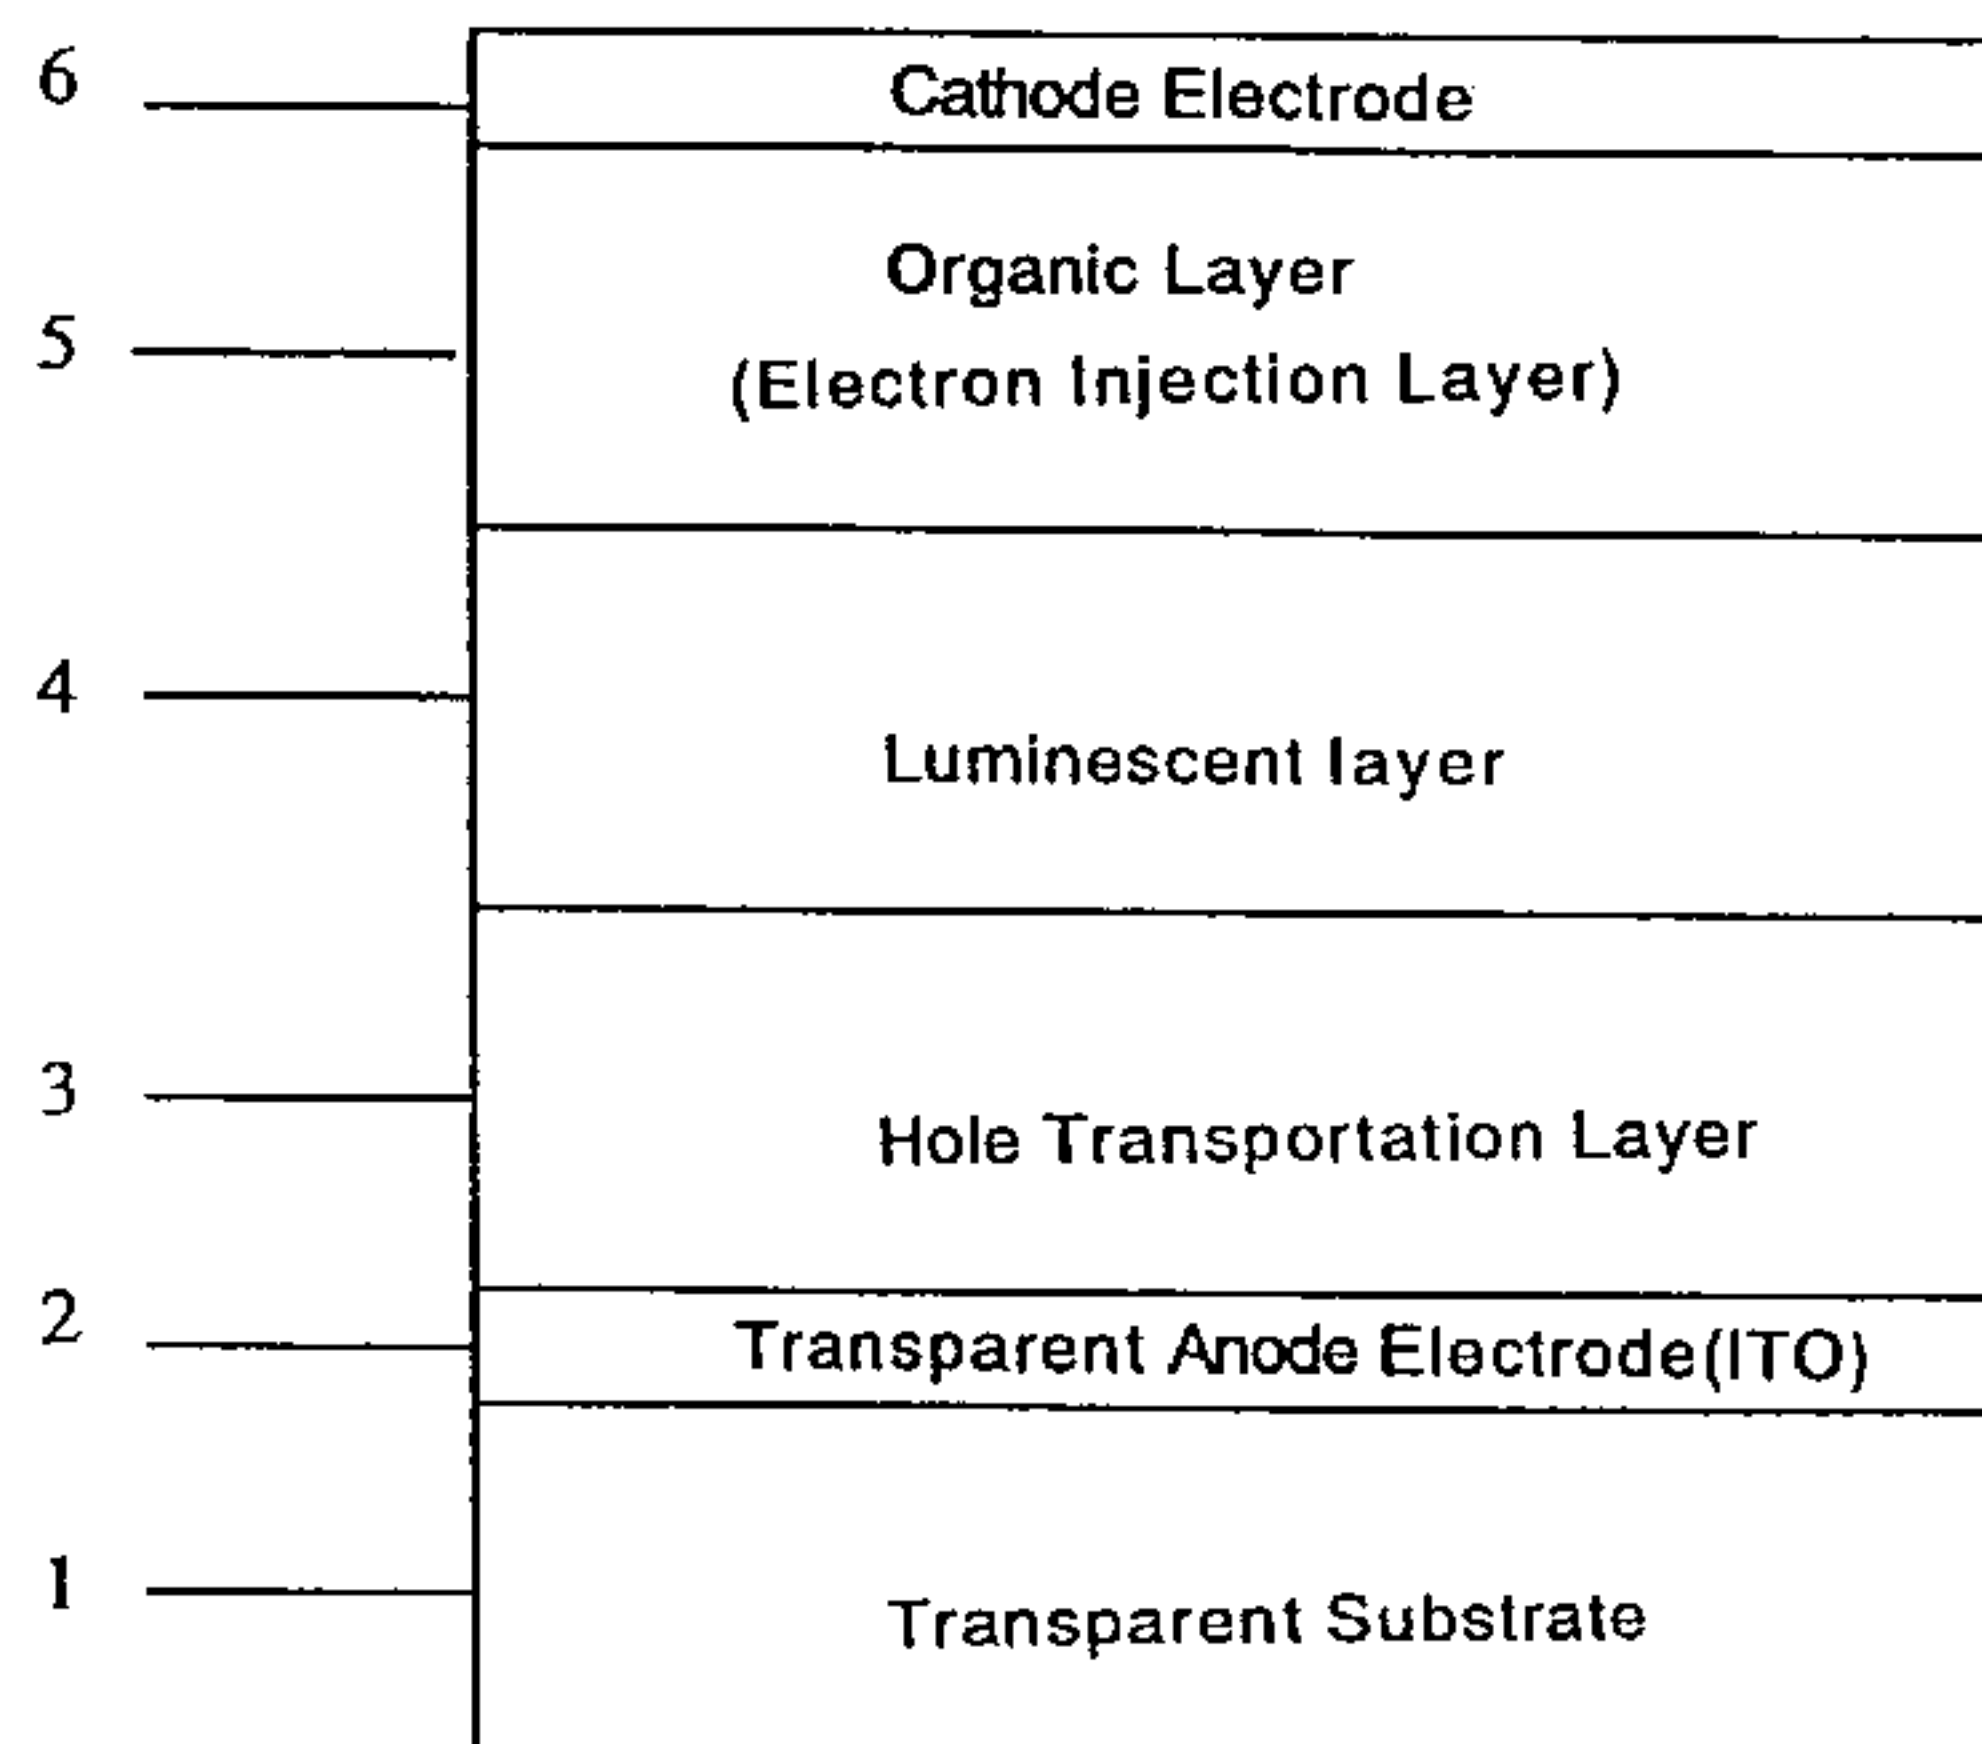 6 Cathode Electrode
Organic Layer
5 (Electron Injection Layer)
4 Luminescent layer
3 Hole Transportation Layer
2 Transparent Anode Electrode(ITO)
1 Transparent Substrate